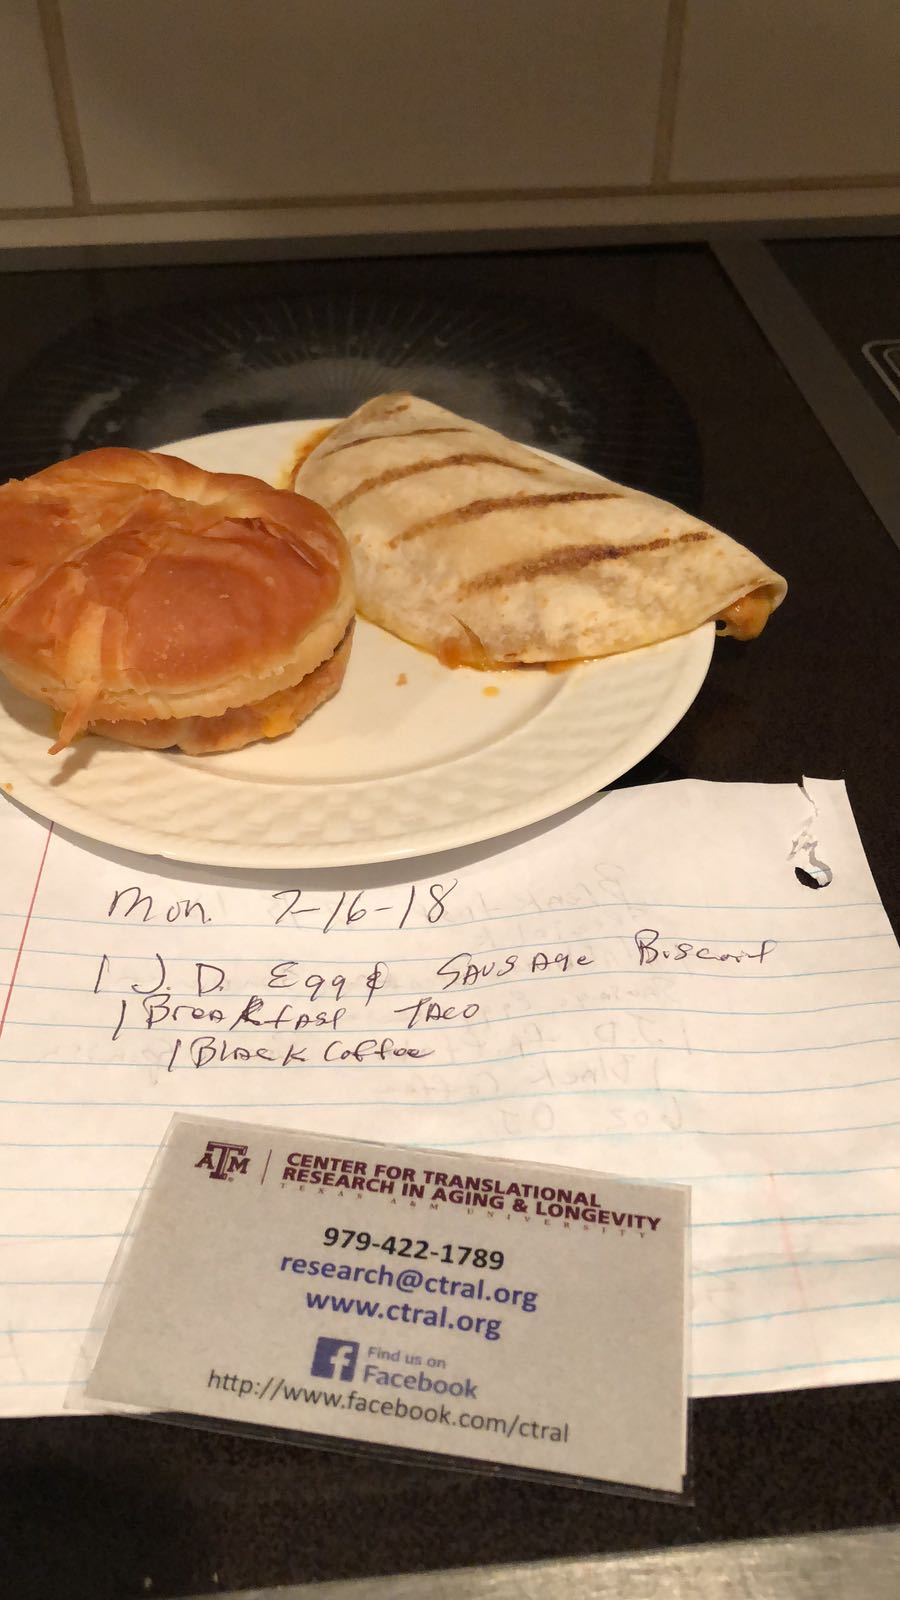 Mon. 7-16-18
1 J. D. Egg & Sausage Biscuit
1 Breakfast Taco
1 Black Coffee
ATM
CENTER FOR TRANSLATIONAL
RESEARCH IN AGING & LONGEVITY
TEXAS A&M UNIVERSITY
979-422-1789
research@ctral.org
www.ctral.org
f Find us on
Facebook
http://www.facebook.com/ctral